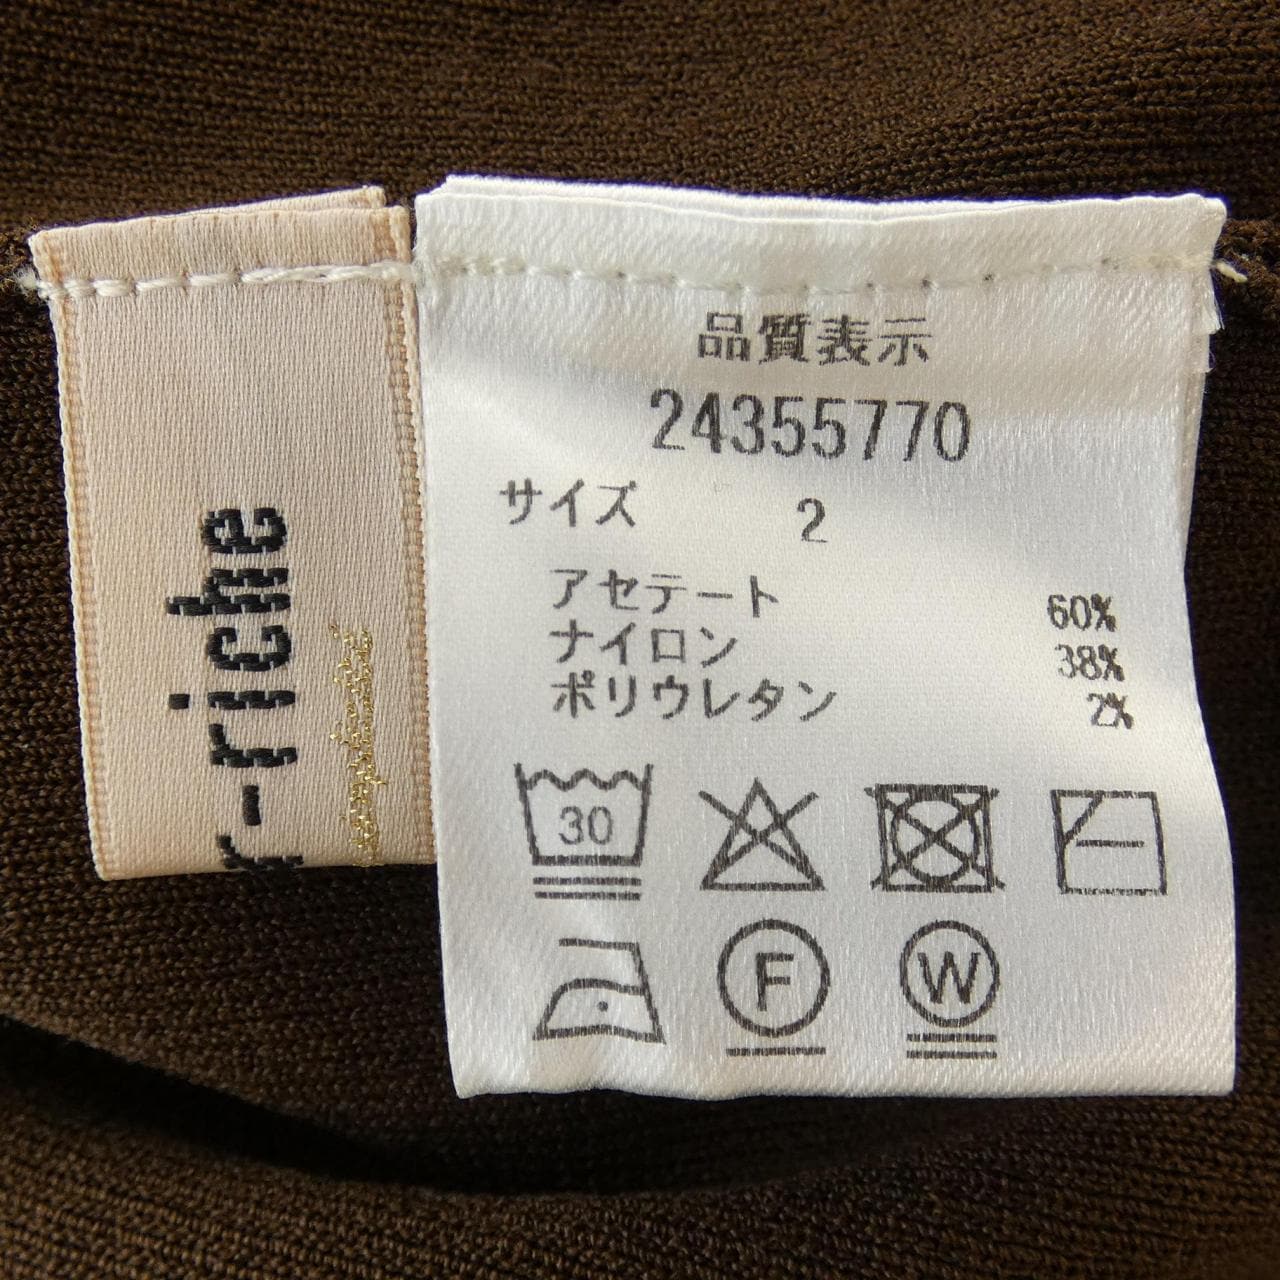 r-riche
品質表示
24355770
サイズ 2
アセテート 60%
ナイロン 38%
ポリウレタン 2%
30
F
W